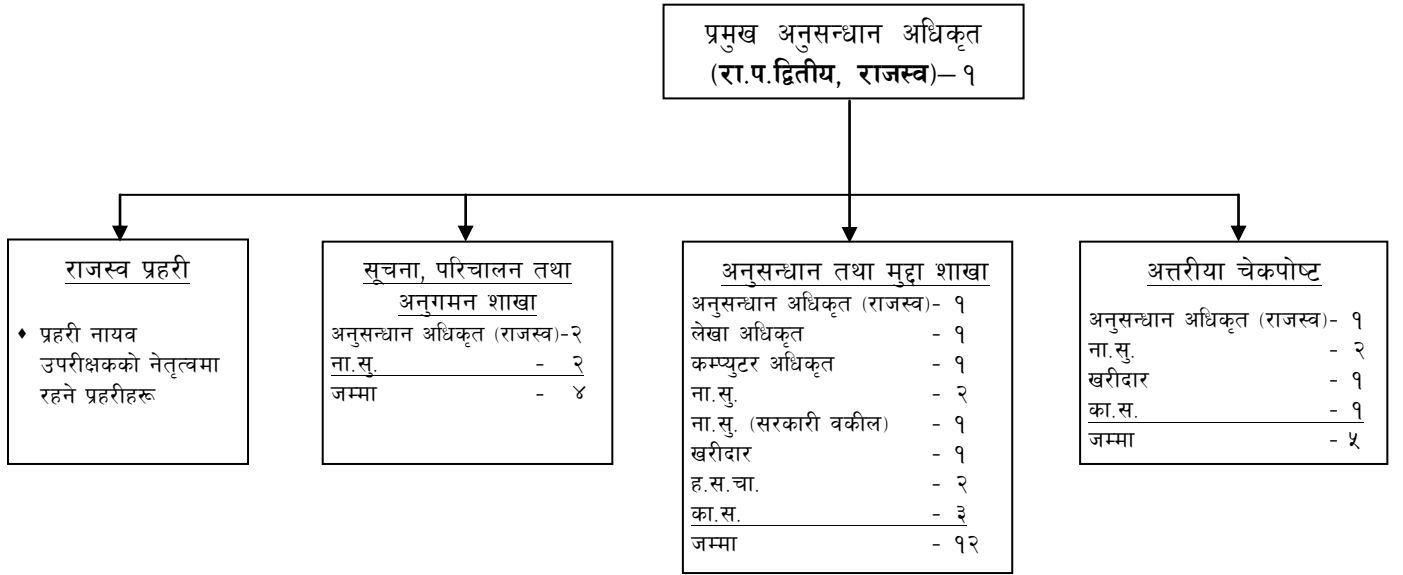 प्रमुख अनुसन्धान अधिकृत
(रा.प.द्वितीय, राजस्व)– १
राजस्व प्रहरी
♦ प्रहरी नायव
उपरीक्षकको नेतृत्वमा
रहने प्रहरीहरू
सूचना, परिचालन तथा
अनुगमन शाखा
अनुसन्धान अधिकृत (राजस्व)-२
ना.सु. - २
जम्मा - ४
अनुसन्धान तथा मुद्दा शाखा
अनुसन्धान अधिकृत (राजस्व)- १
लेखा अधिकृत - १
कम्प्युटर अधिकृत - १
ना.सु. - २
ना.सु. (सरकारी वकील) - १
खरीदार - १
ह.स.चा. - २
का.स. - ३
जम्मा - १२
अत्तरीया चेकपोष्ट
अनुसन्धान अधिकृत (राजस्व)- १
ना.सु. - २
खरीदार - १
का.स. - १
जम्मा - ५